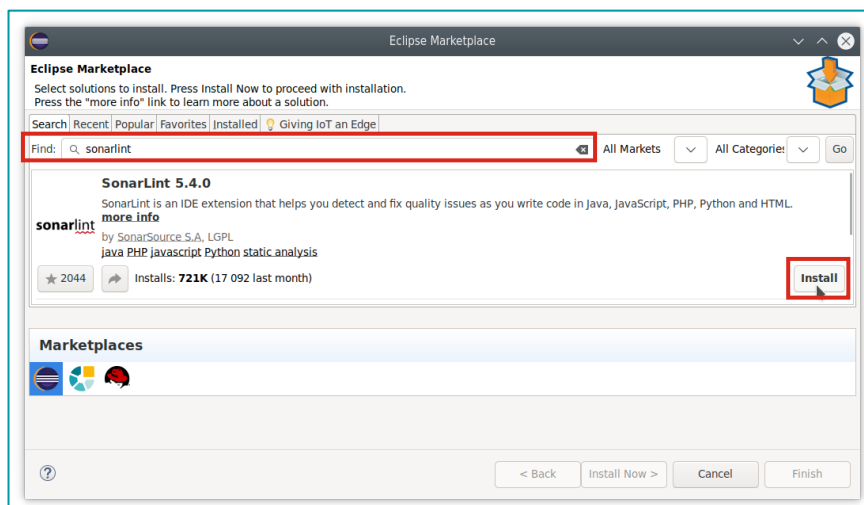 Eclipse Marketplace
Eclipse Marketplace
Select solutions to install. Press Install Now to proceed with installation.
Press the "more info" link to learn more about a solution.
Search Recent Popular Favorites Installed Giving IoT an Edge
Find: sonarlint All Markets All Categories Go
SonarLint 5.4.0
SonarLint is an IDE extension that helps you detect and fix quality issues as you write code in Java, JavaScript, PHP, Python and HTML.
more info
sonarlint
by SonarSource S.A, LGPL
java PHP javascript Python static analysis
2044 Installs: 721K (17 092 last month) Install
Marketplaces
? < Back Install Now > Cancel Finish